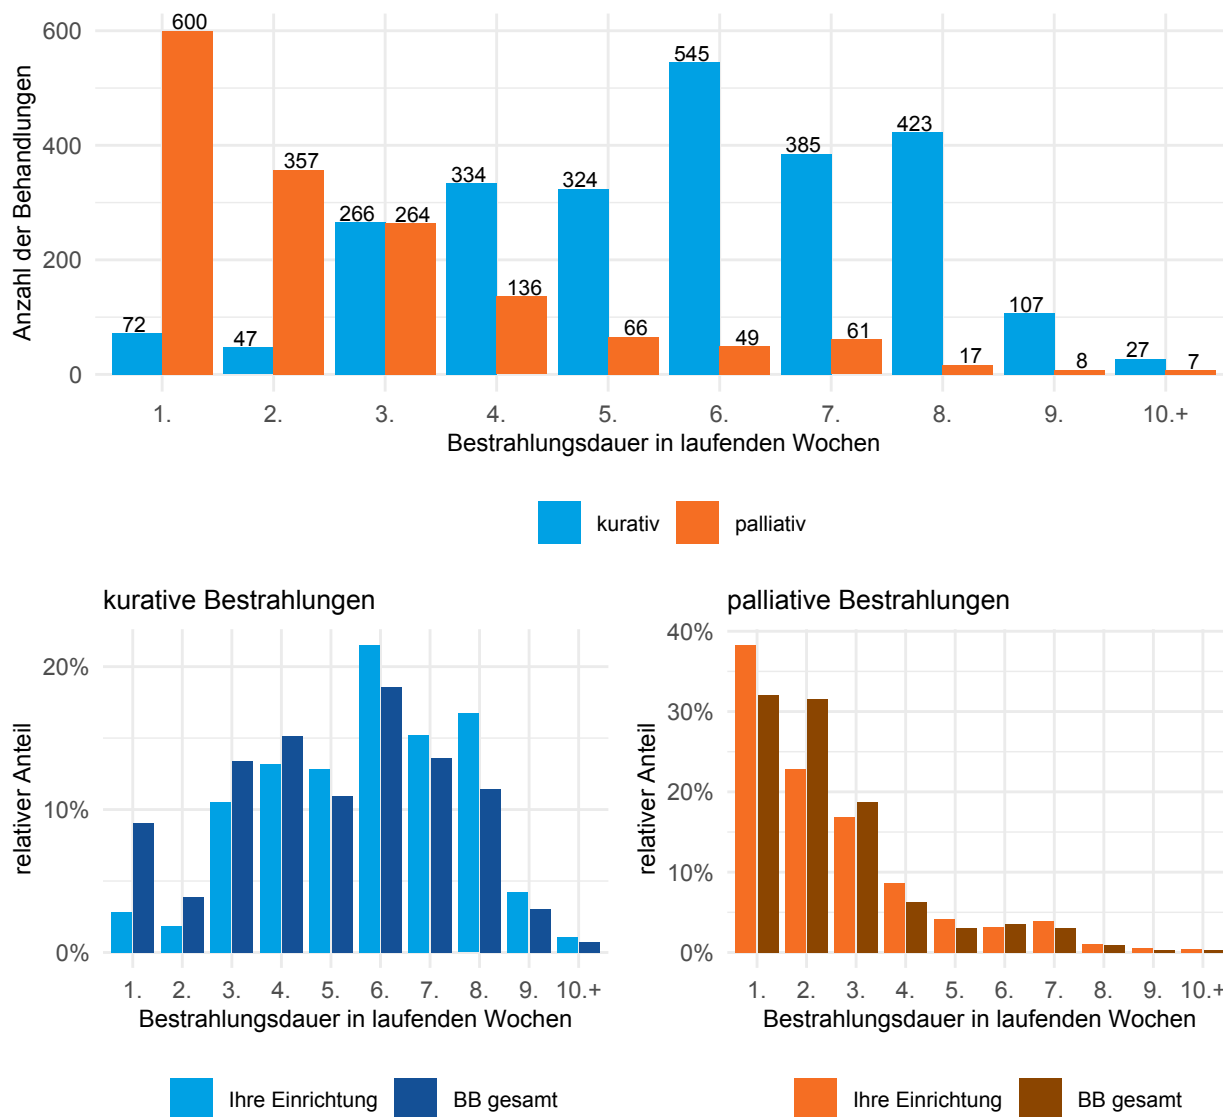 600
400
200
0
Anzahl der Behandlungen
72
600
47
357
266
264
334
136
324
66
545
49
385
61
423
17
107
8
27
7
1. 2. 3. 4. 5. 6. 7. 8. 9. 10.+
Bestrahlungsdauer in laufenden Wochen
kurativ palliativ
kurative Bestrahlungen
20%
10%
0%
relativer Anteil
1. 2. 3. 4. 5. 6. 7. 8. 9. 10.+
Bestrahlungsdauer in laufenden Wochen
Ihre Einrichtung BB gesamt
palliative Bestrahlungen
40%
30%
20%
10%
0%
relativer Anteil
1. 2. 3. 4. 5. 6. 7. 8. 9. 10.+
Bestrahlungsdauer in laufenden Wochen
Ihre Einrichtung BB gesamt